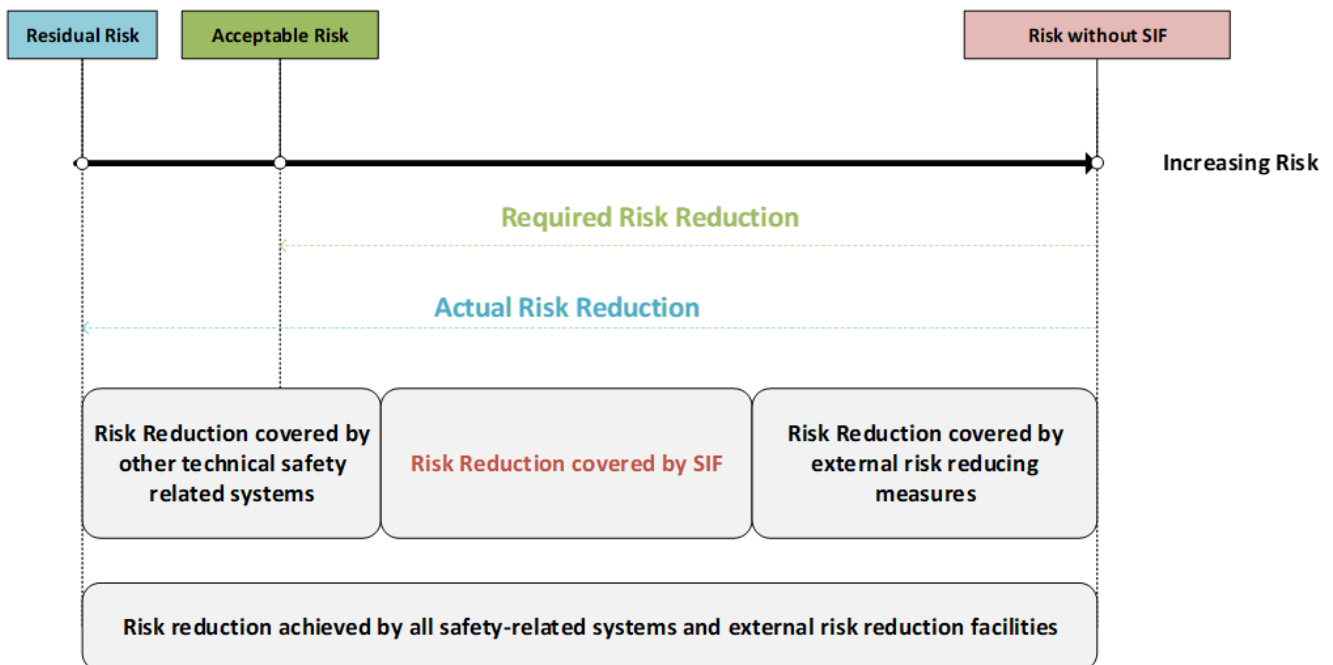 Residual Risk
Acceptable Risk
Risk without SIF
Increasing Risk
Required Risk Reduction
Actual Risk Reduction
Risk Reduction covered by
other technical safety
related systems
Risk Reduction covered by SIF
Risk Reduction covered by
external risk reducing
measures
Risk reduction achieved by all safety-related systems and external risk reduction facilities